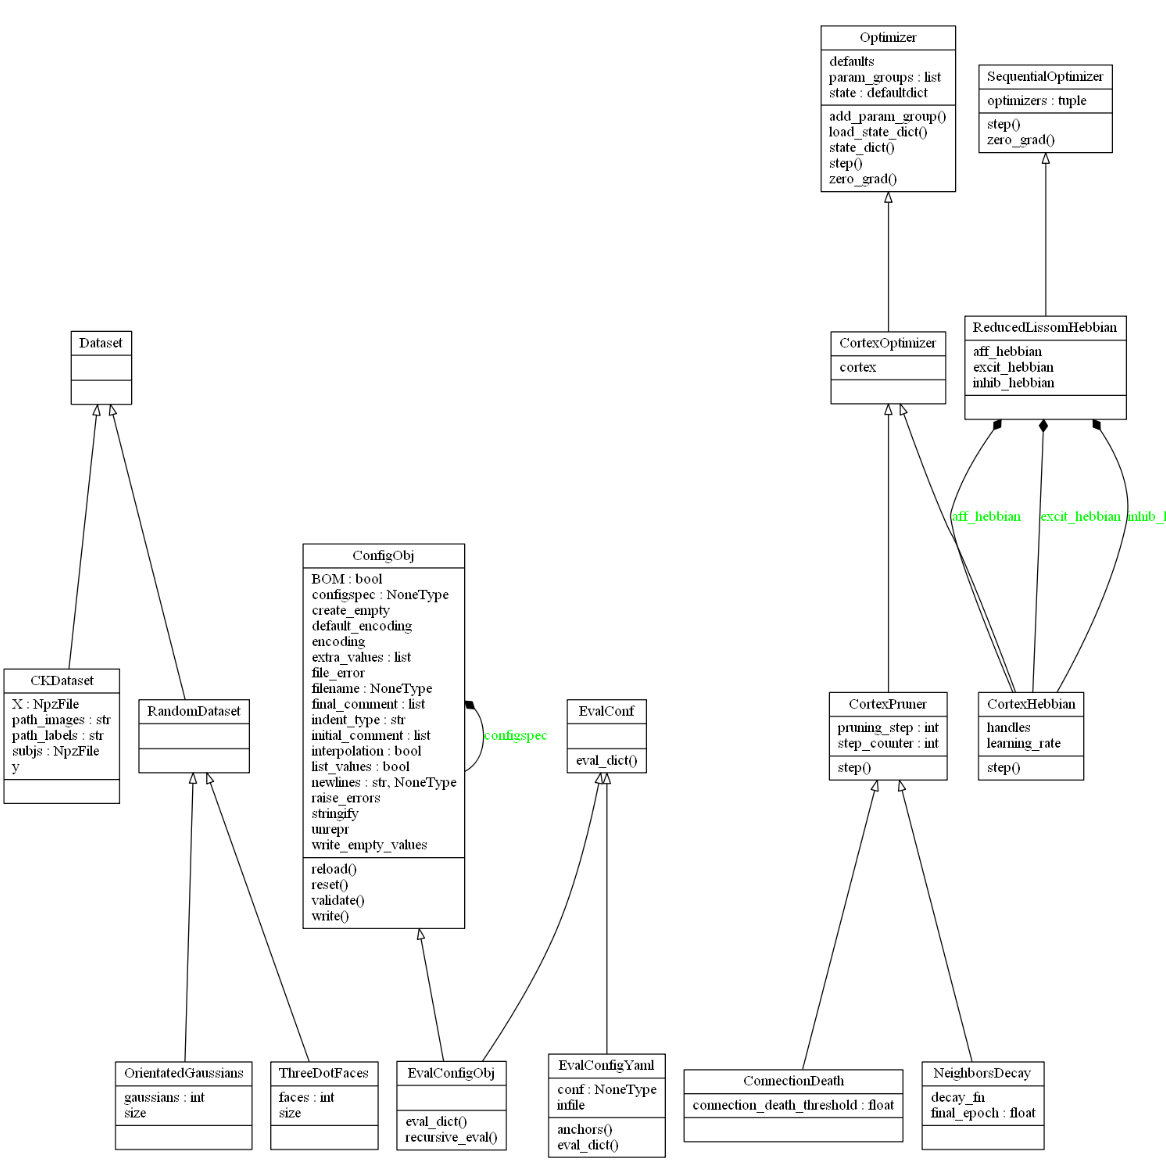 Optimizer
defaults
param_groups : list
state : defaultdict
add_param_group()
load_state_dict()
state_dict()
step()
zero_grad()
SequentialOptimizer
optimizers : tuple
step()
zero_grad()
Dataset
CortexOptimizer
cortex
ReducedLissomHebbian
aff_hebbian
excit_hebbian
inhib_hebbian
aff_hebbian
excit_hebbian
ConfigObj
BOM : bool
configspec : NoneType
create_empty
default_encoding
encoding
extra_values : list
file_error
filename : NoneType
final_comment : list
indent_type : str
initial_comment : list
interpolation : bool
list_values : bool
newlines : str, NoneType
raise_errors
stringify
unrepr
write_empty_values
reload()
reset()
validate()
write()
configspec
CKDataset
X : NpzFile
path_images : str
path_labels : str
subjs : NpzFile
y
RandomDataset
EvalConf
eval_dict()
CortexPruner
pruning_step : int
step_counter : int
step()
CortexHebbian
handles
learning_rate
step()
OrientatedGaussians
gaussians : int
size
ThreeDotFaces
faces : int
size
EvalConfigObj
eval_dict()
recursive_eval()
EvalConfigYaml
conf : NoneType
infile
anchors()
eval_dict()
ConnectionDeath
connection_death_threshold : float
NeighborsDecay
decay_fn
final_epoch : float